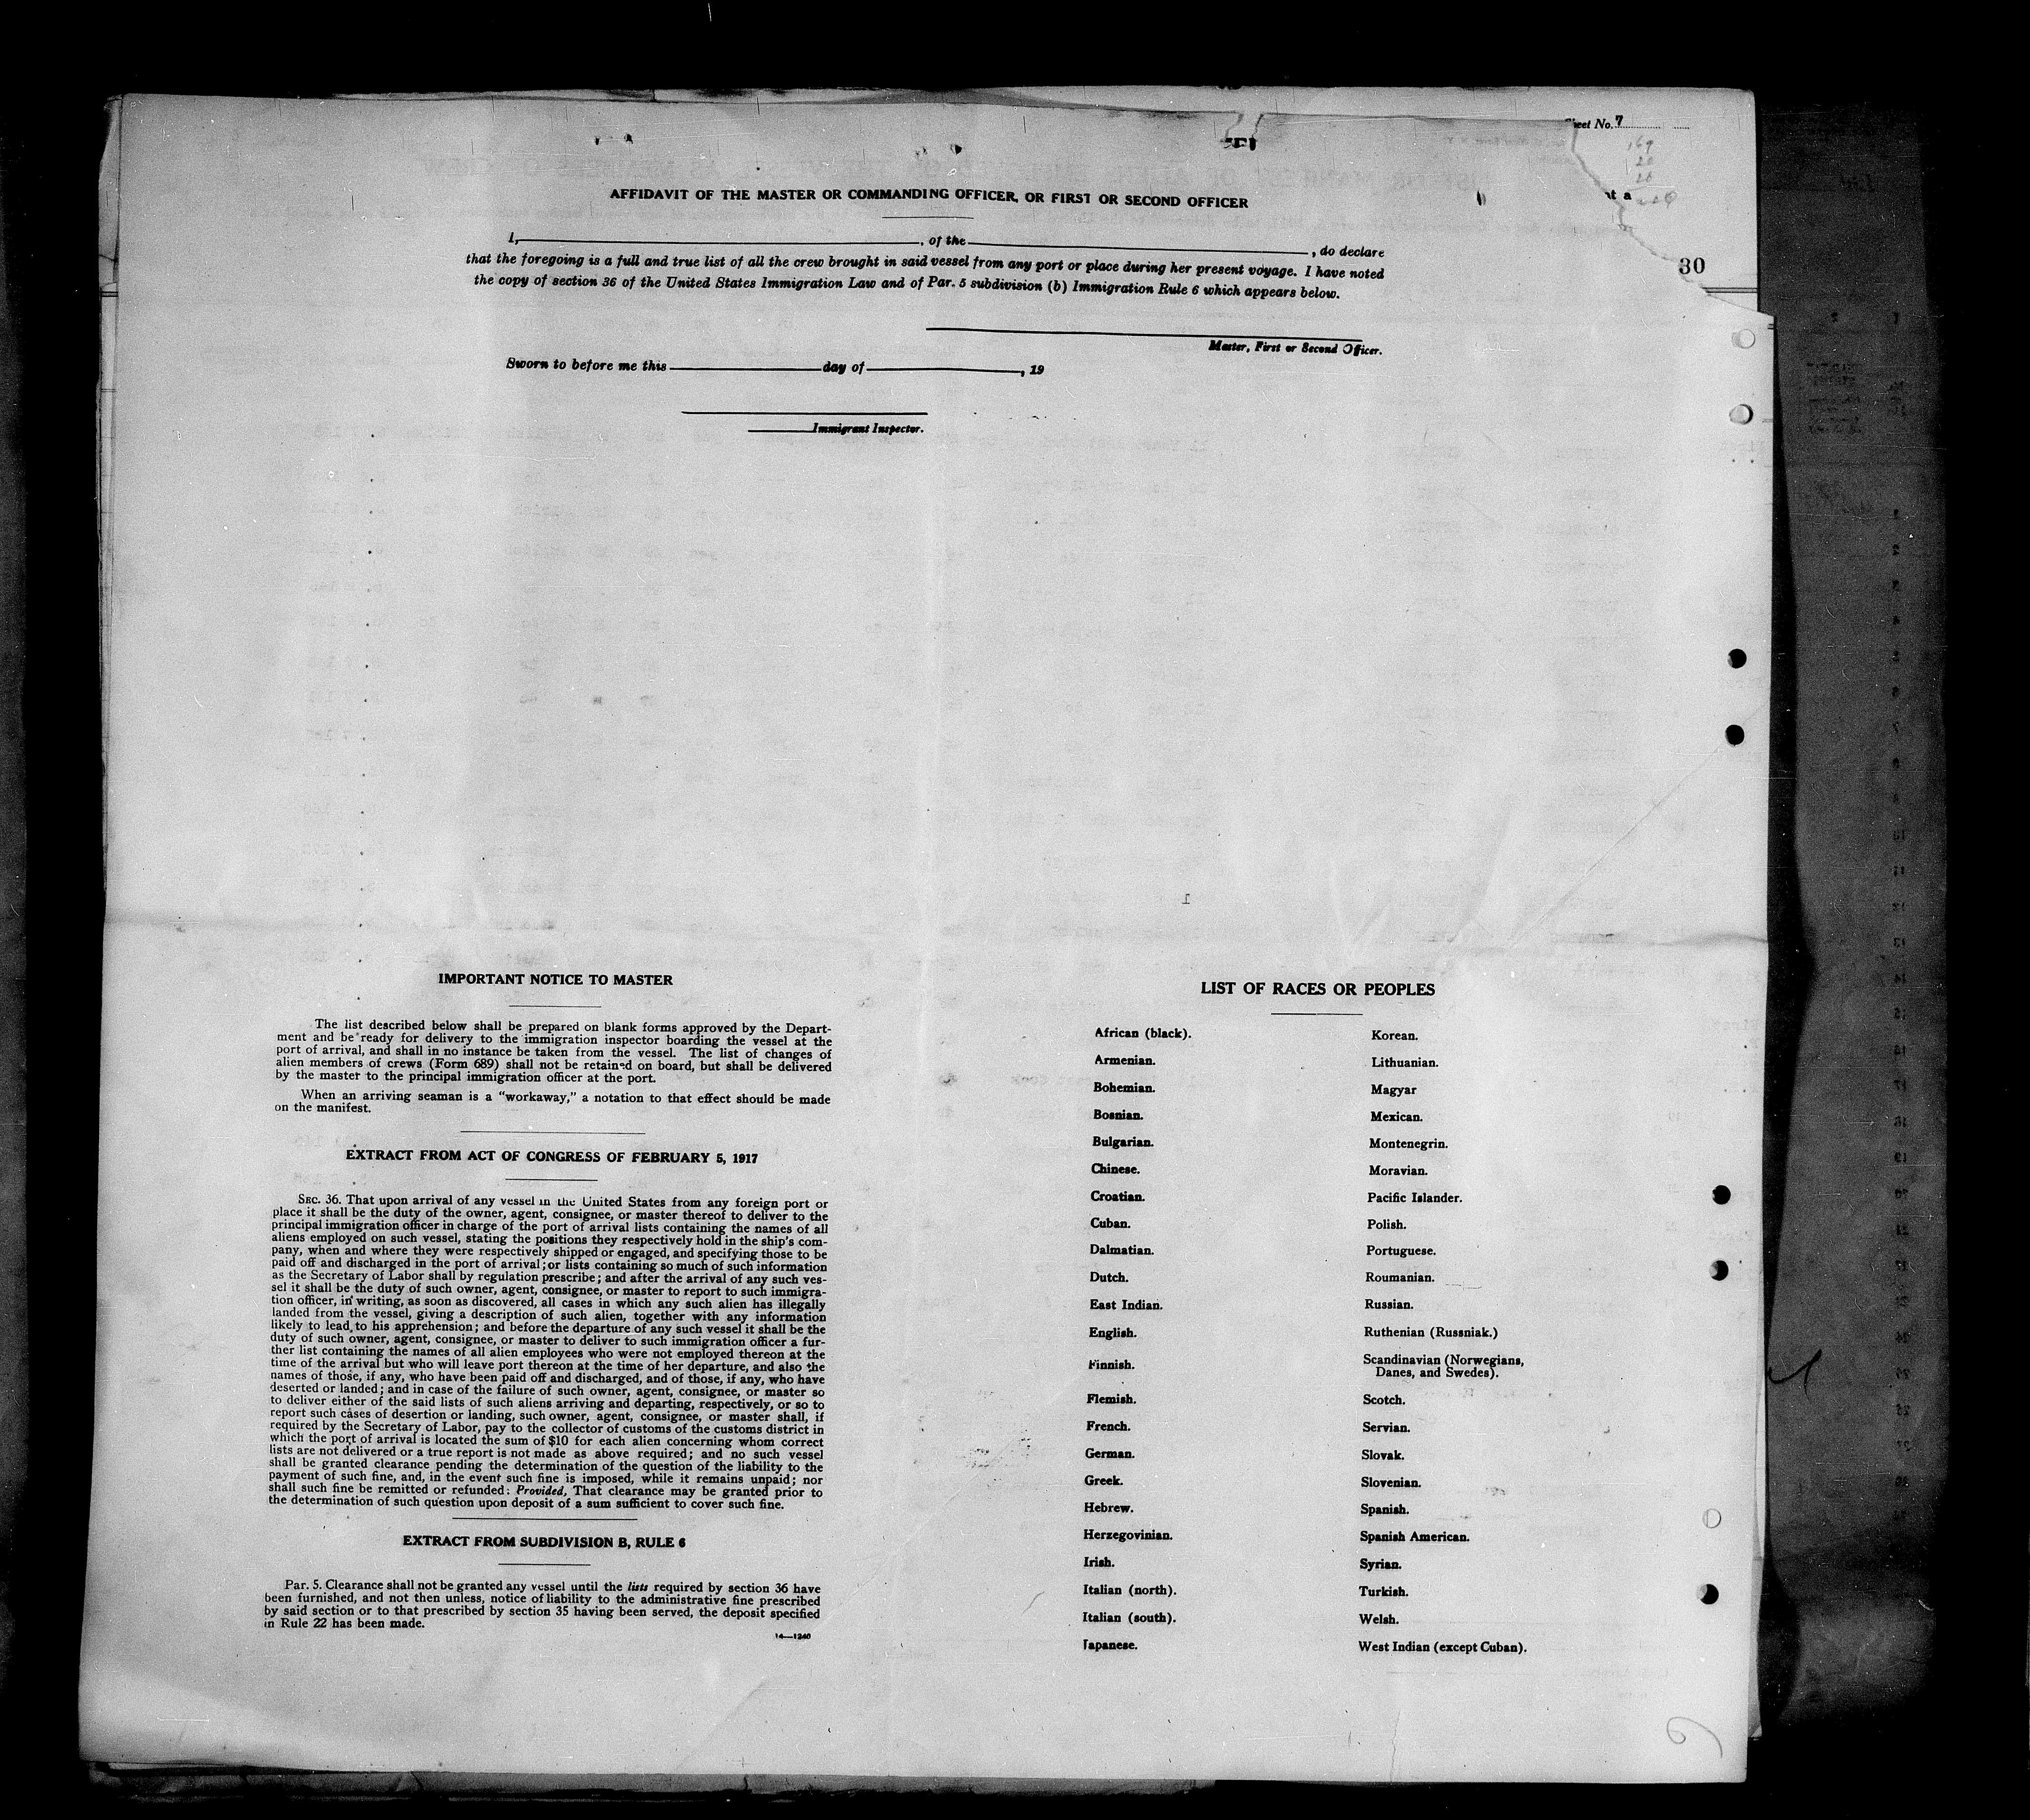 Sheet No. 7
169
20
20
AFFIDAVIT OF THE MASTER OR COMMANDING OFFICER, OR FIRST OR SECOND OFFICER
nt a
I, , of the , do declare
that the foregoing is a full and true list of all the crew brought in said vessel from any port or place during her present voyage. I have noted
the copy of section 36 of the United States Immigration Law and of Par. 5 subdivision (b) Immigration Rule 6 which appears below.
30
Master, First or Second Officer.
Sworn to before me this day of , 19
Immigrant Inspector.
IMPORTANT NOTICE TO MASTER
The list described below shall be prepared on blank forms approved by the Depart-
ment and be ready for delivery to the immigration inspector boarding the vessel at the
port of arrival, and shall in no instance be taken from the vessel. The list of changes of
alien members of crews (Form 689) shall not be retained on board, but shall be delivered
by the master to the principal immigration officer at the port.
When an arriving seaman is a "workaway," a notation to that effect should be made
on the manifest.
EXTRACT FROM ACT OF CONGRESS OF FEBRUARY 5, 1917
SEC. 36. That upon arrival of any vessel in the United States from any foreign port or
place it shall be the duty of the owner, agent, consignee, or master thereof to deliver to the
principal immigration officer in charge of the port of arrival lists containing the names of all
aliens employed on such vessel, stating the positions they respectively hold in the ship's com-
pany, when and where they were respectively shipped or engaged, and specifying those to be
paid off and discharged in the port of arrival; or lists containing so much of such information
as the Secretary of Labor shall by regulation prescribe; and after the arrival of any such ves-
sel it shall be the duty of such owner, agent, consignee, or master to report to such immigra-
tion officer, in writing, as soon as discovered, all cases in which any such alien has illegally
landed from the vessel, giving a description of such alien, together with any information
likely to lead to his apprehension; and before the departure of any such vessel it shall be the
duty of such owner, agent, consignee, or master to deliver to such immigration officer a fur-
ther list containing the names of all alien employees who were not employed thereon at the
time of the arrival but who will leave port thereon at the time of her departure, and also the
names of those, if any, who have been paid off and discharged, and of those, if any, who have
deserted or landed; and in case of the failure of such owner, agent, consignee, or master so
to deliver either of the said lists of such aliens arriving and departing, respectively, or so to
report such cases of desertion or landing, such owner, agent, consignee, or master shall, if
required by the Secretary of Labor, pay to the collector of customs of the customs district in
which the port of arrival is located the sum of $10 for each alien concerning whom correct
lists are not delivered or a true report is not made as above required; and no such vessel
shall be granted clearance pending the determination of the question of the liability to the
payment of such fine, and, in the event such fine is imposed, while it remains unpaid; nor
shall such fine be remitted or refunded: Provided, That clearance may be granted prior to
the determination of such question upon deposit of a sum sufficient to cover such fine.
EXTRACT FROM SUBDIVISION B, RULE 6
Par. 5. Clearance shall not be granted any vessel until the lists required by section 36 have
been furnished, and not then unless, notice of liability to the administrative fine prescribed
by said section or to that prescribed by section 35 having been served, the deposit specified
in Rule 22 has been made.
14—1240
LIST OF RACES OR PEOPLES
African (black).
Armenian.
Bohemian.
Bosnian.
Bulgarian.
Chinese.
Croatian.
Cuban.
Dalmatian.
Dutch.
East Indian.
English.
Finnish.
Flemish.
French.
German.
Greek.
Hebrew.
Herzegovinian.
Irish.
Italian (north).
Italian (south).
Japanese.
Korean.
Lithuanian.
Magyar
Mexican.
Montenegrin.
Moravian.
Pacific Islander.
Polish.
Portuguese.
Roumanian.
Russian.
Ruthenian (Russniak.)
Scandinavian (Norwegians,
Danes, and Swedes).
Scotch.
Servian.
Slovak.
Slovenian.
Spanish.
Spanish American.
Syrian.
Turkish.
Welsh.
West Indian (except Cuban).